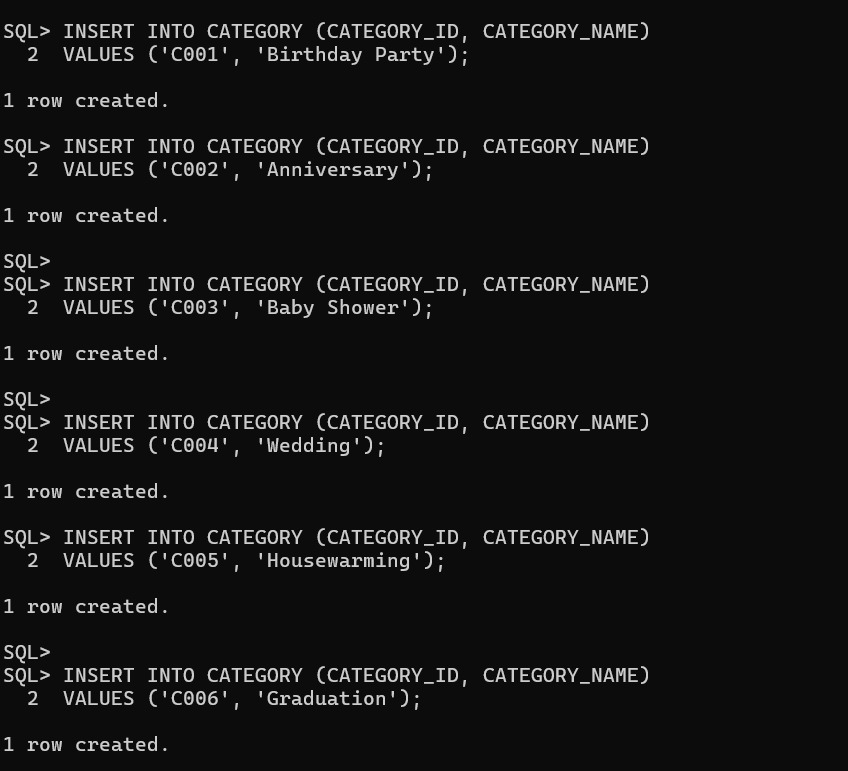 SQL> INSERT INTO CATEGORY (CATEGORY_ID, CATEGORY_NAME)
  2  VALUES ('C001', 'Birthday Party');
1 row created.
SQL> INSERT INTO CATEGORY (CATEGORY_ID, CATEGORY_NAME)
  2  VALUES ('C002', 'Anniversary');
1 row created.
SQL>
SQL> INSERT INTO CATEGORY (CATEGORY_ID, CATEGORY_NAME)
  2  VALUES ('C003', 'Baby Shower');
1 row created.
SQL>
SQL> INSERT INTO CATEGORY (CATEGORY_ID, CATEGORY_NAME)
  2  VALUES ('C004', 'Wedding');
1 row created.
SQL> INSERT INTO CATEGORY (CATEGORY_ID, CATEGORY_NAME)
  2  VALUES ('C005', 'Housewarming');
1 row created.
SQL>
SQL> INSERT INTO CATEGORY (CATEGORY_ID, CATEGORY_NAME)
  2  VALUES ('C006', 'Graduation');
1 row created.